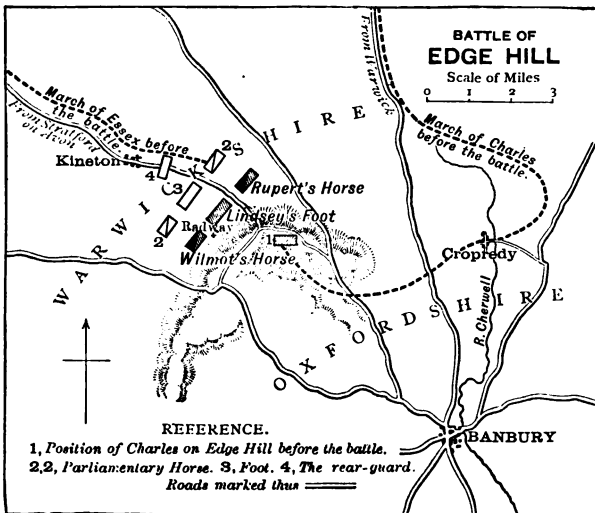 BATTLE OF
EDGE HILL
Scale of Miles
0 1 2 3
From Warwick
March of Charles
before the battle.
March of Essex before
the battle.
From Stratford
on Avon
Kineton
WARWICKSHIRE
2
4
3
Rupert's Horse
Lindsey's Foot
Radway
2
1
Wilmot's Horse
Cropredy
R. Cherwell
OXFORDSHIRE
BANBURY
REFERENCE.
1, Position of Charles on Edge Hill before the battle.
2,2, Parliamentary Horse. 3, Foot. 4, The rear-guard.
Roads marked thus